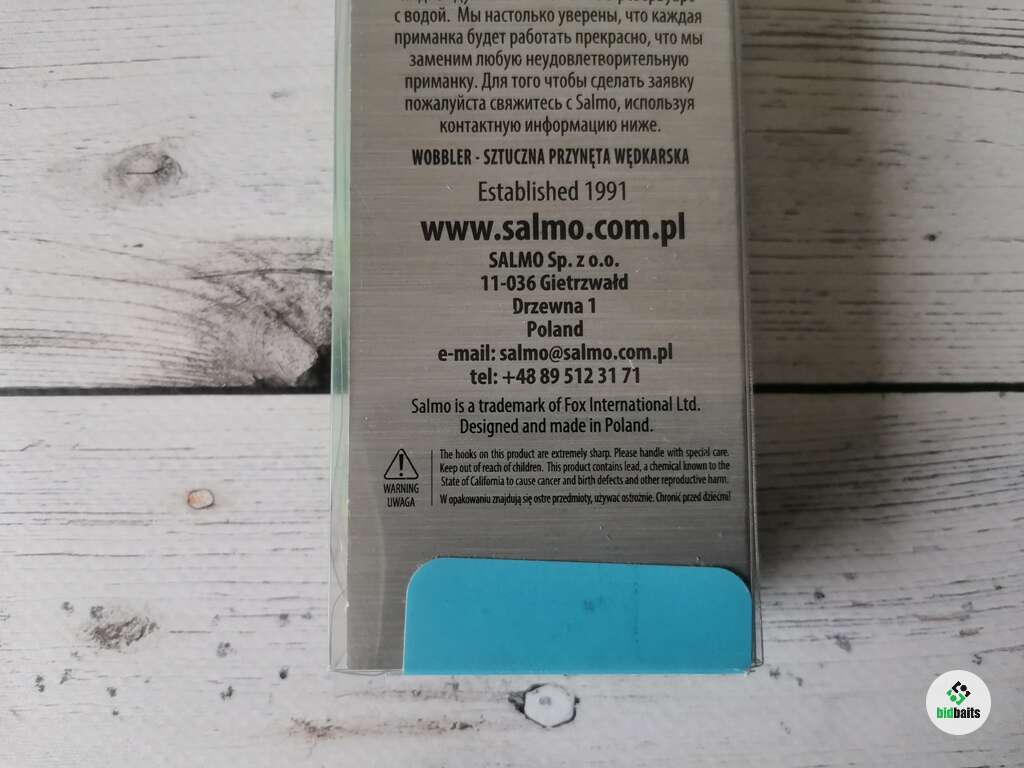 с водой. Мы настолько уверены, что каждая
приманка будет работать прекрасно, что мы
заменим любую неудовлетворительную
приманку. Для того чтобы сделать заявку
пожалуйста свяжитесь с Salmo, используя
контактную информацию ниже.
WOBBLER - SZTUCZNA PRZYNĘTA WĘDKARSKA
Established 1991
www.salmo.com.pl
SALMO Sp. z o.o.
11-036 Gietrzwałd
Drzewna 1
Poland
e-mail: salmo@salmo.com.pl
tel: +48 89 512 31 71
Salmo is a trademark of Fox International Ltd.
Designed and made in Poland.
WARNING
UWAGA
The hooks on this product are extremely sharp. Please handle with special care.
Keep out of reach of children. This product contains lead, a chemical known to the
State of California to cause cancer and birth defects and other reproductive harm.
W opakowaniu znajdują się ostre przedmioty, używać ostrożnie. Chronić przed dziećmi!
bidbaits